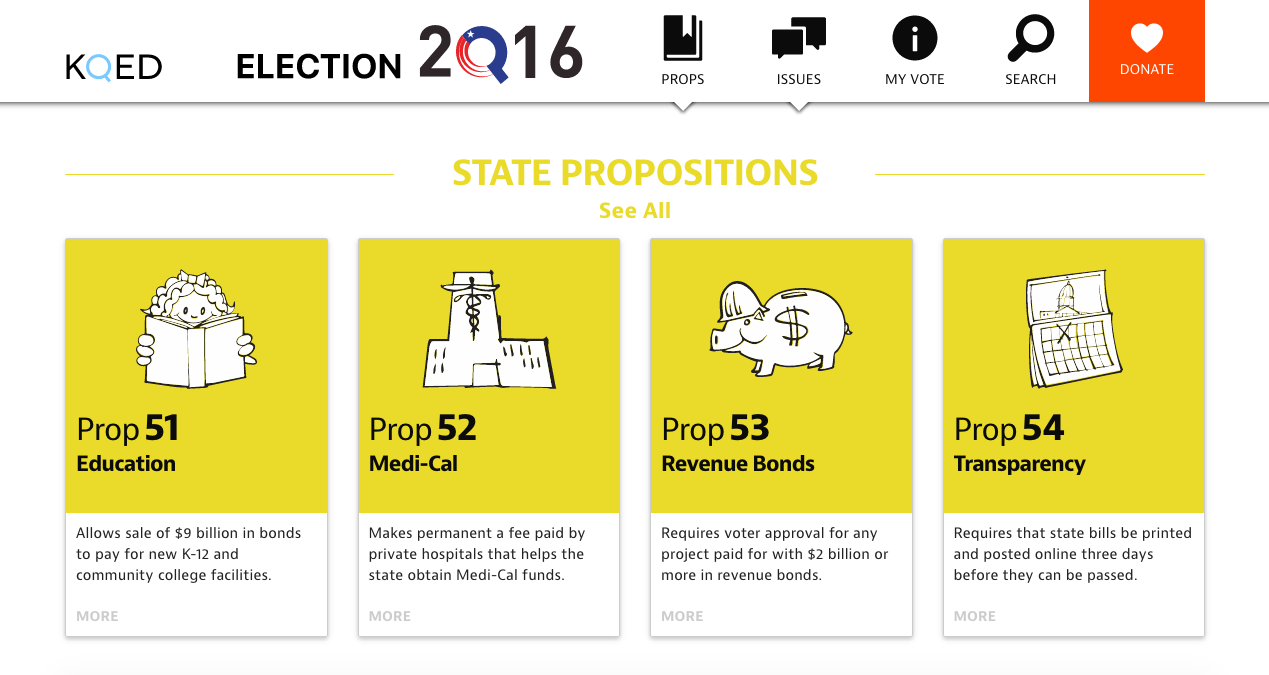 KQED
ELECTION 2016
PROPS
ISSUES
MY VOTE
SEARCH
DONATE
STATE PROPOSITIONS
See All
$
Prop 51
Education
Allows sale of $9 billion in bonds
to pay for new K-12 and
community college facilities.
MORE
Prop 52
Medi-Cal
Makes permanent a fee paid by
private hospitals that helps the
state obtain Medi-Cal funds.
MORE
Prop 53
Revenue Bonds
Requires voter approval for any
project paid for with $2 billion or
more in revenue bonds.
MORE
Prop 54
Transparency
Requires that state bills be printed
and posted online three days
before they can be passed.
MORE